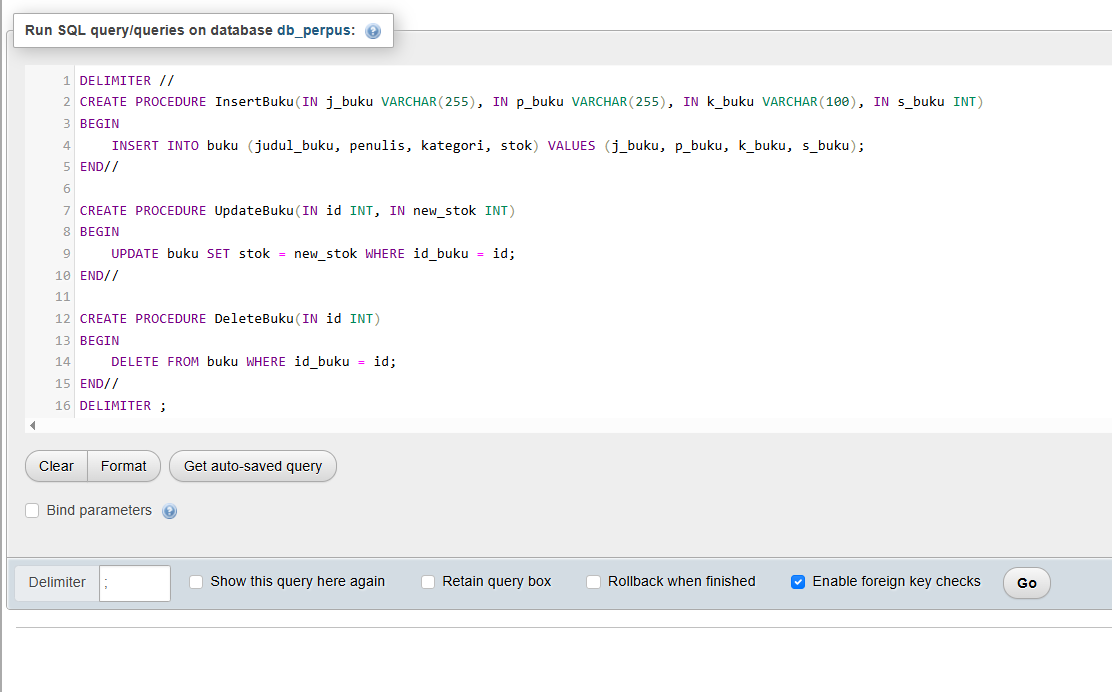 Run SQL query/queries on database db_perpus:
1 DELIMITER //
2 CREATE PROCEDURE InsertBuku(IN j_buku VARCHAR(255), IN p_buku VARCHAR(255), IN k_buku VARCHAR(100), IN s_buku INT)
3 BEGIN
4     INSERT INTO buku (judul_buku, penulis, kategori, stok) VALUES (j_buku, p_buku, k_buku, s_buku);
5 END//
6
7 CREATE PROCEDURE UpdateBuku(IN id INT, IN new_stok INT)
8 BEGIN
9     UPDATE buku SET stok = new_stok WHERE id_buku = id;
10 END//
11
12 CREATE PROCEDURE DeleteBuku(IN id INT)
13 BEGIN
14     DELETE FROM buku WHERE id_buku = id;
15 END//
16 DELIMITER ;
Clear Format Get auto-saved query
Bind parameters
Delimiter ; Show this query here again Retain query box Rollback when finished Enable foreign key checks Go